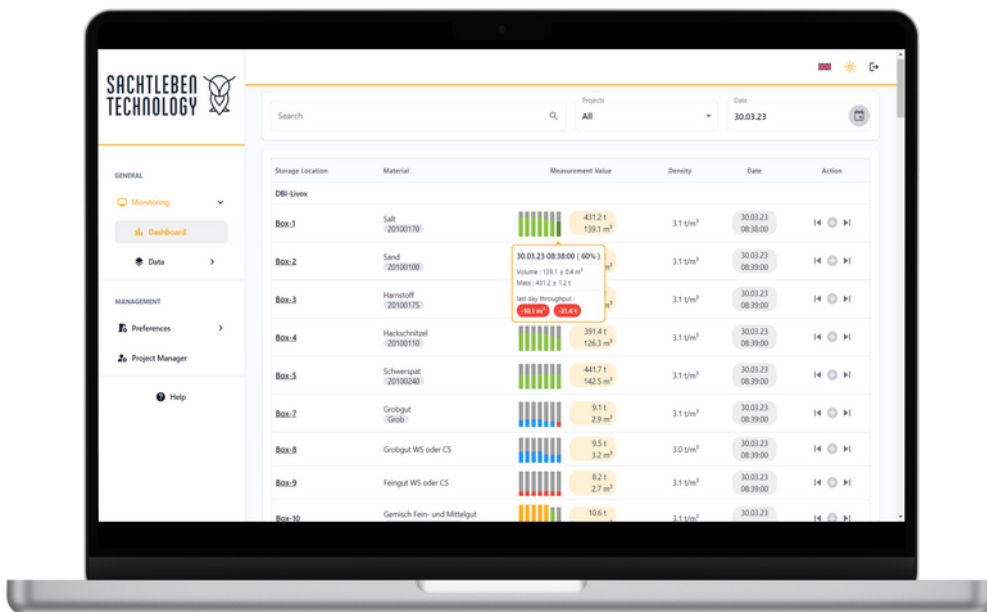 SACHTLEBEN
TECHNOLOGY
Search
Projects
All
Date
30.03.23
GENERAL
Monitoring
Dashboard
Data
MANAGEMENT
Preferences
Project Manager
Help
Storage Location Material Measurement Value Density Date Action
DBI-Livox
Box-1 Salt 20100170 431.2 t 139.1 m³ 3.1 t/m³ 30.03.23 08:38:00
Box-2 Sand 20100100 m³ 3.1 t/m³ 30.03.23 08:39:00
30.03.23 08:38:00 ( 60% )
Volume : 139.1 ± 0.4 m³
Mass : 431.2 ± 1.2 t
last day throughput :
-10.1 m³ -31.4 t
Box-3 Harnstoff 20100175 3.1 t/m³ 30.03.23 08:39:00
Box-4 Hackschnitzel 20100110 391.4 t 126.3 m³ 3.1 t/m³ 30.03.23 08:39:00
Box-5 Schwerspat 20100240 441.7 t 142.5 m³ 3.1 t/m³ 30.03.23 08:39:00
Box-7 Grobgut Grob 9.1 t 2.9 m³ 3.1 t/m³ 30.03.23 08:39:00
Box-8 Grobgut WS oder CS 9.5 t 3.2 m³ 3.0 t/m³ 30.03.23 08:39:00
Box-9 Feingut WS oder CS 8.2 t 2.7 m³ 3.1 t/m³ 30.03.23 08:39:00
Box-10 Gemisch Fein- und Mittelgut 10.6 t 3.1 t/m³ 30.03.23